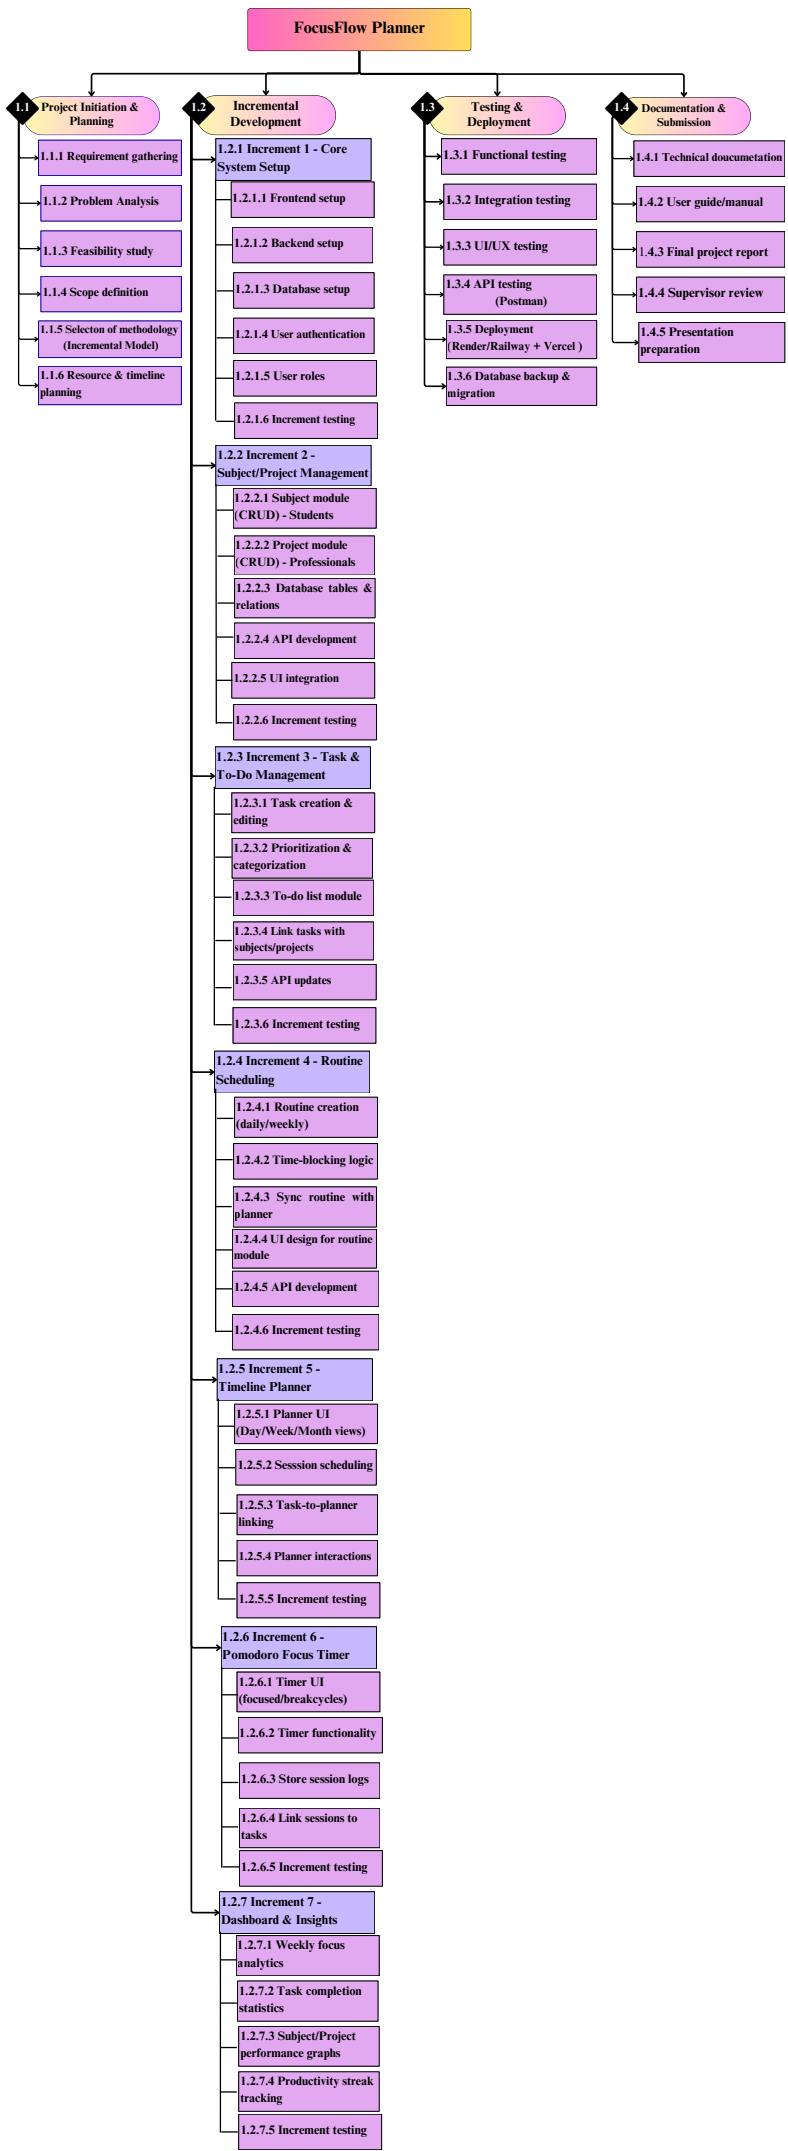 FocusFlow Planner
1.1
Project Initiation &
Planning
1.1.1 Requirement gathering
1.1.2 Problem Analysis
1.1.3 Feasibility study
1.1.4 Scope definition
1.1.5 Selecton of methodology
(Incremental Model)
1.1.6 Resource & timeline
planning
1.2
Incremental
Development
1.2.1 Increment 1 - Core
System Setup
1.2.1.1 Frontend setup
1.2.1.2 Backend setup
1.2.1.3 Database setup
1.2.1.4 User authentication
1.2.1.5 User roles
1.2.1.6 Increment testing
1.2.2 Increment 2 -
Subject/Project Management
1.2.2.1 Subject module
(CRUD) - Students
1.2.2.2 Project module
(CRUD) - Professionals
1.2.2.3 Database tables &
relations
1.2.2.4 API development
1.2.2.5 UI integration
1.2.2.6 Increment testing
1.2.3 Increment 3 - Task &
To-Do Management
1.2.3.1 Task creation &
editing
1.2.3.2 Prioritization &
categorization
1.2.3.3 To-do list module
1.2.3.4 Link tasks with
subjects/projects
1.2.3.5 API updates
1.2.3.6 Increment testing
1.2.4 Increment 4 - Routine
Scheduling
1.2.4.1 Routine creation
(daily/weekly)
1.2.4.2 Time-blocking logic
1.2.4.3 Sync routine with
planner
1.2.4.4 UI design for routine
module
1.2.4.5 API development
1.2.4.6 Increment testing
1.2.5 Increment 5 -
Timeline Planner
1.2.5.1 Planner UI
(Day/Week/Month views)
1.2.5.2 Sesssion scheduling
1.2.5.3 Task-to-planner
linking
1.2.5.4 Planner interactions
1.2.5.5 Increment testing
1.2.6 Increment 6 -
Pomodoro Focus Timer
1.2.6.1 Timer UI
(focused/breakcycles)
1.2.6.2 Timer functionality
1.2.6.3 Store session logs
1.2.6.4 Link sessions to
tasks
1.2.6.5 Increment testing
1.2.7 Increment 7 -
Dashboard & Insights
1.2.7.1 Weekly focus
analytics
1.2.7.2 Task completion
statistics
1.2.7.3 Subject/Project
performance graphs
1.2.7.4 Productivity streak
tracking
1.2.7.5 Increment testing
1.3
Testing &
Deployment
1.3.1 Functional testing
1.3.2 Integration testing
1.3.3 UI/UX testing
1.3.4 API testing
(Postman)
1.3.5 Deployment
(Render/Railway + Vercel )
1.3.6 Database backup &
migration
1.4
Documentation &
Submission
1.4.1 Technical doucumetation
1.4.2 User guide/manual
1.4.3 Final project report
1.4.4 Supervisor review
1.4.5 Presentation
preparation